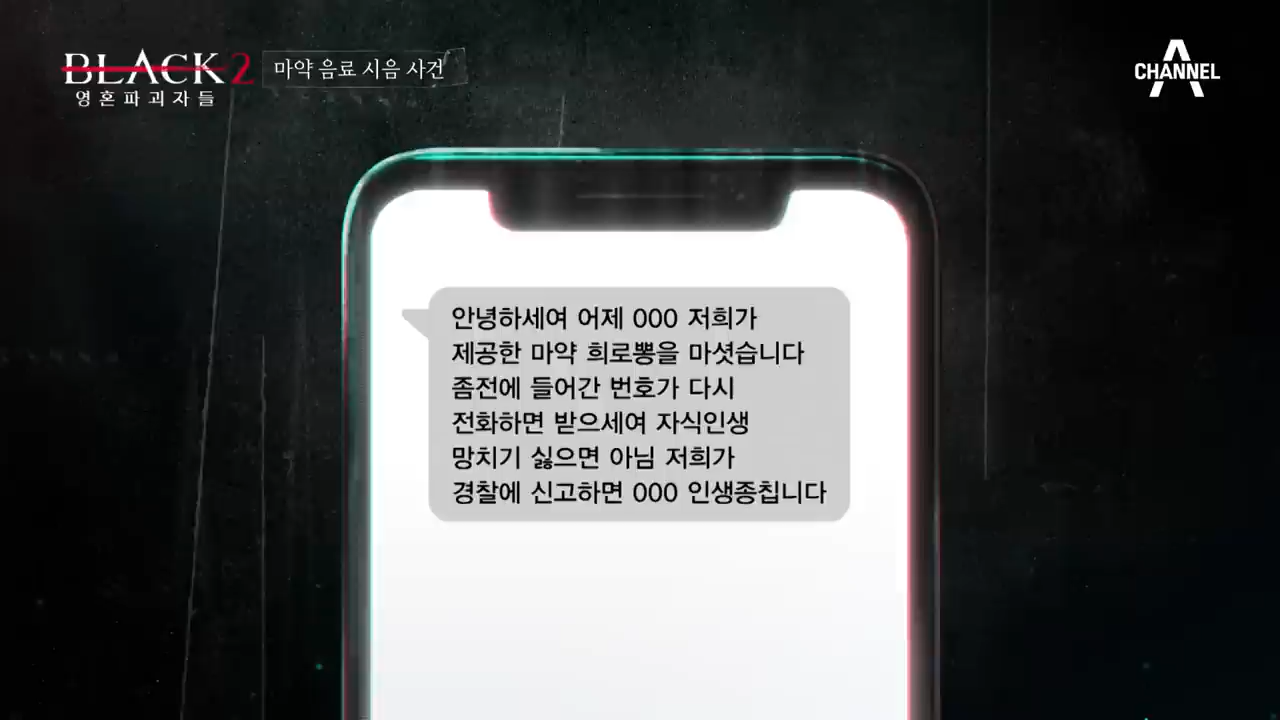 BLACK2
영혼파괴자들
마약 음료 시음 사건
CHANNEL A
안녕하세여 어제 OOO 저희가
제공한 마약 희로뽕을 마셧습니다
좀전에 들어간 번호가 다시
전화하면 받으세여 자식인생
망치기 싫으면 아님 저희가
경찰에 신고하면 OOO 인생종칩니다